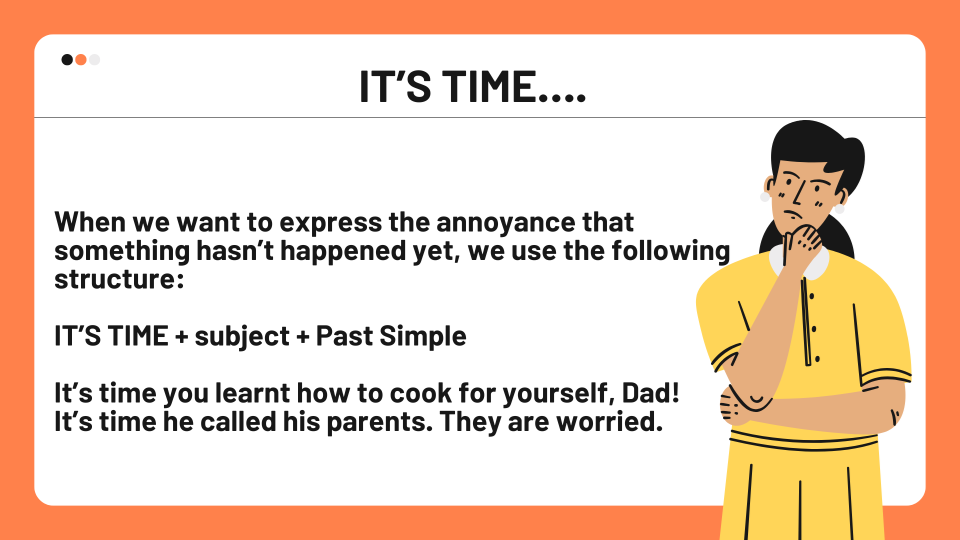 IT’S TIME....
When we want to express the annoyance that
something hasn’t happened yet, we use the following
structure:
IT’S TIME + subject + Past Simple
It’s time you learnt how to cook for yourself, Dad!
It’s time he called his parents. They are worried.